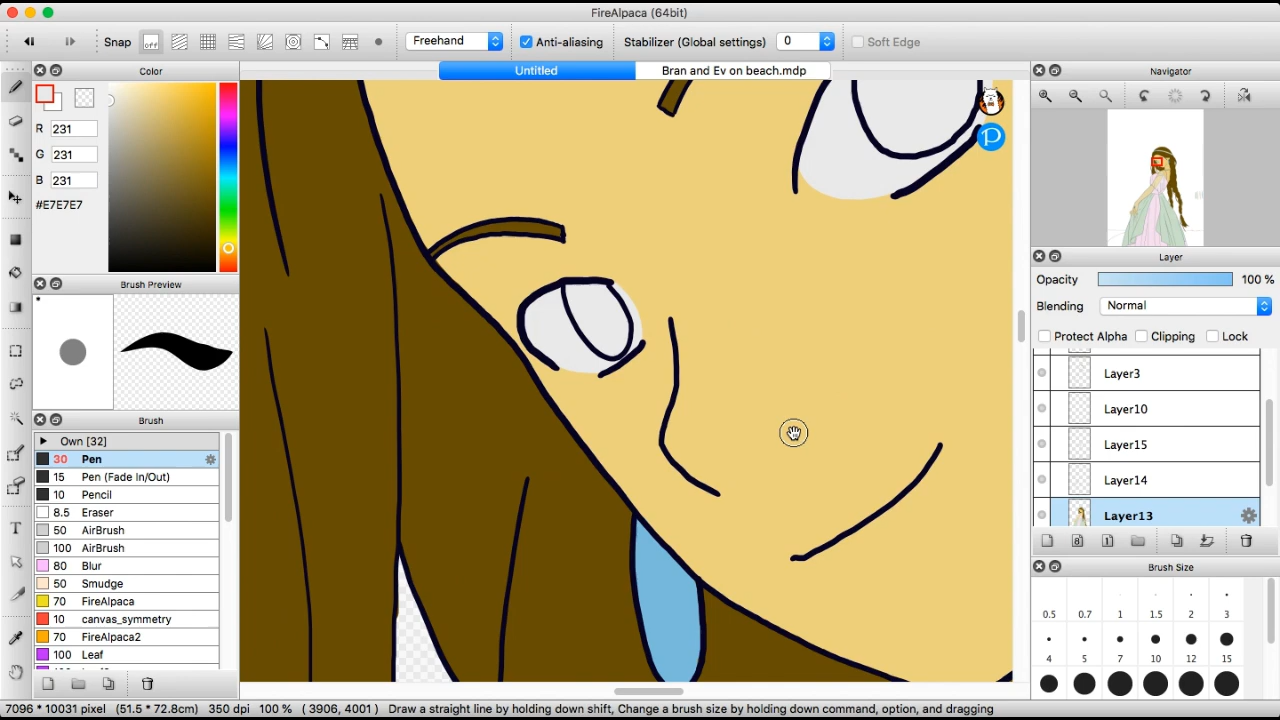 FireAlpaca (64bit)
Snap off Freehand Anti-aliasing Stabilizer (Global settings) 0 Soft Edge
Color
Untitled
Bran and Ev on beach.mdp
Navigator
R 231
G 231
B 231
#E7E7E7
Brush Preview
Brush
Own [32]
30 Pen
15 Pen (Fade In/Out)
10 Pencil
8.5 Eraser
50 AirBrush
100 AirBrush
80 Blur
50 Smudge
70 FireAlpaca
10 canvas_symmetry
70 FireAlpaca2
100 Leaf
Layer
Opacity 100 %
Blending Normal
Protect Alpha Clipping Lock
Layer3
Layer10
Layer15
Layer14
Layer13
Brush Size
0.5 0.7 1 1.5 2 3
4 5 7 10 12 15
7096 * 10031 pixel (51.5 * 72.8cm) 350 dpi 100 % ( 3906, 4001 ) Draw a straight line by holding down shift, Change a brush size by holding down command, option, and dragging